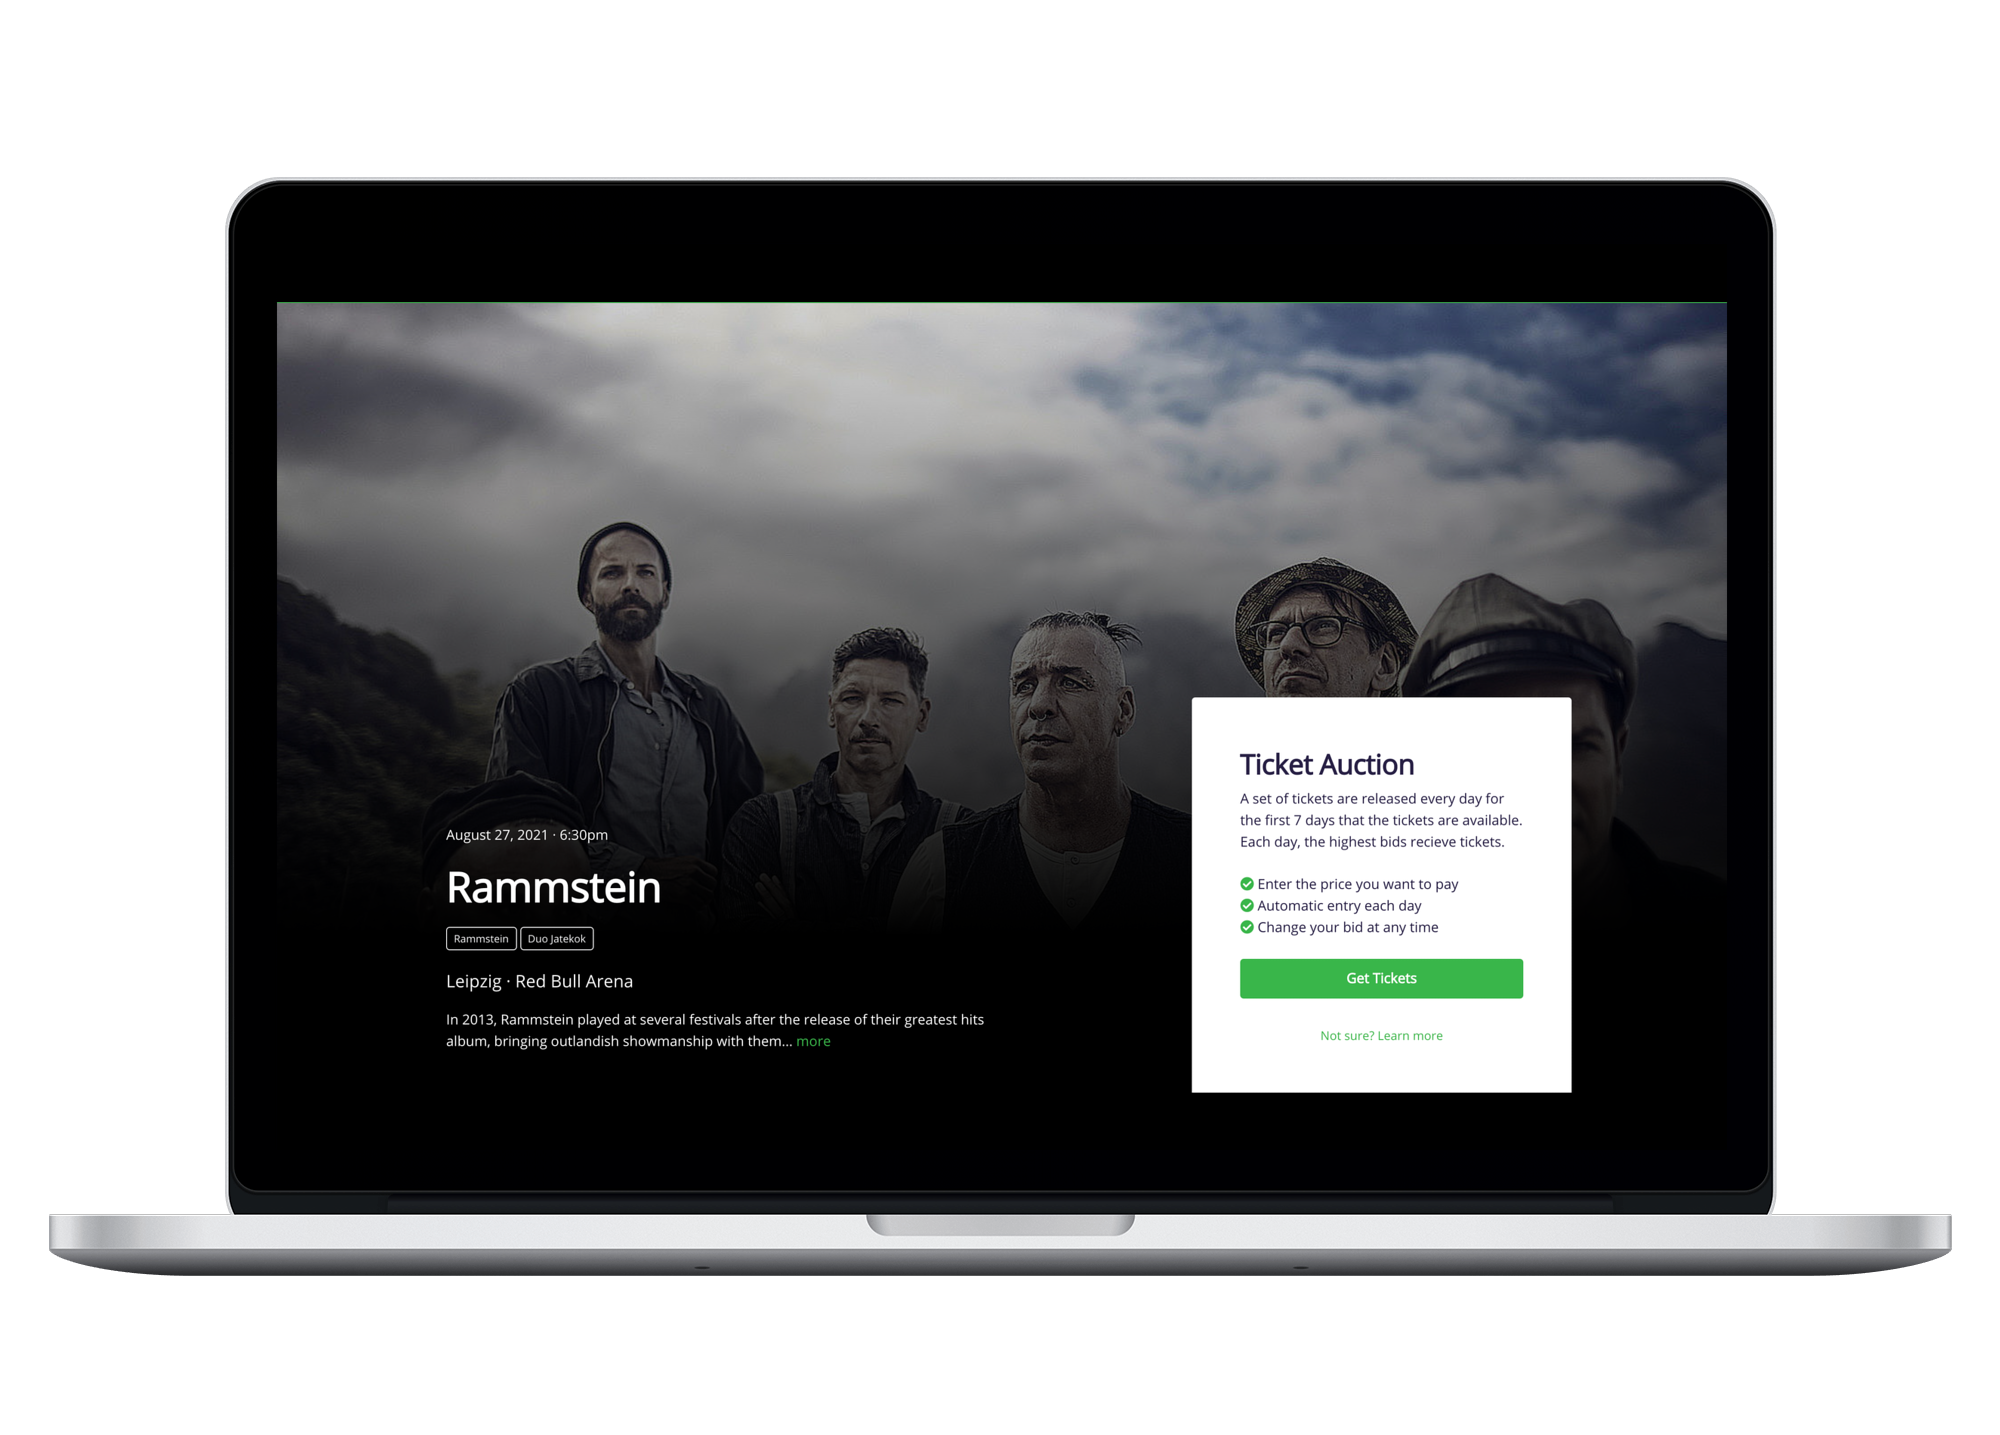 August 27, 2021 · 6:30pm
Rammstein
Rammstein
Duo Jatekok
Leipzig · Red Bull Arena
In 2013, Rammstein played at several festivals after the release of their greatest hits
album, bringing outlandish showmanship with them... more
Ticket Auction
A set of tickets are released every day for
the first 7 days that the tickets are available.
Each day, the highest bids recieve tickets.
Enter the price you want to pay
Automatic entry each day
Change your bid at any time
Get Tickets
Not sure? Learn more